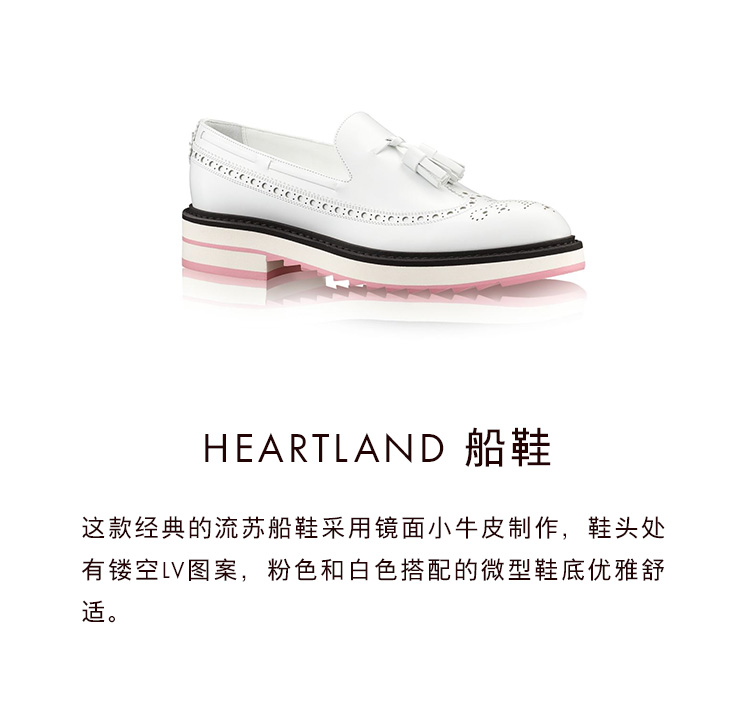 HEARTLAND 船鞋
这款经典的流苏船鞋采用镜面小牛皮制作，鞋头处
有镂空LV图案，粉色和白色搭配的微型鞋底优雅舒
适。